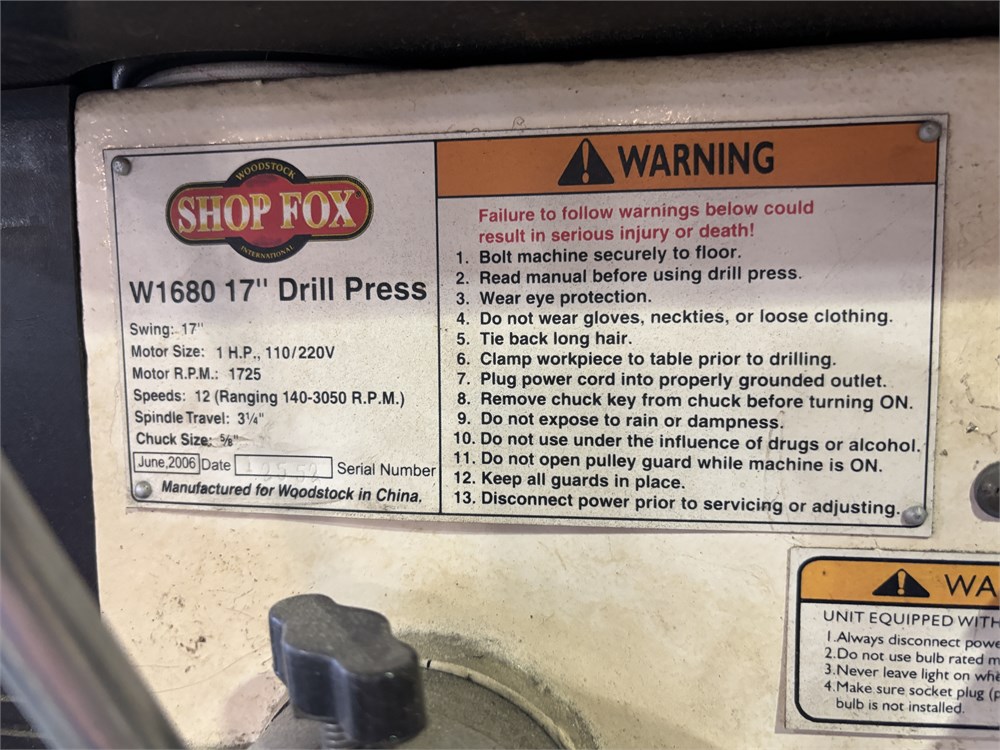 WOODSTOCK
SHOP FOX
INTERNATIONAL
W1680 17" Drill Press
Swing: 17"
Motor Size: 1 H.P., 110/220V
Motor R.P.M.: 1725
Speeds: 12 (Ranging 140-3050 R.P.M.)
Spindle Travel: 3¼"
Chuck Size: ⅝"
June,2006 Date Serial Number
Manufactured for Woodstock in China.
WARNING
Failure to follow warnings below could
result in serious injury or death!
1. Bolt machine securely to floor.
2. Read manual before using drill press.
3. Wear eye protection.
4. Do not wear gloves, neckties, or loose clothing.
5. Tie back long hair.
6. Clamp workpiece to table prior to drilling.
7. Plug power cord into properly grounded outlet.
8. Remove chuck key from chuck before turning ON.
9. Do not expose to rain or dampness.
10. Do not use under the influence of drugs or alcohol.
11. Do not open pulley guard while machine is ON.
12. Keep all guards in place.
13. Disconnect power prior to servicing or adjusting.
WA
UNIT EQUIPPED WITH
1.Always disconnect powe
2.Do not use bulb rated m
3.Never leave light on whe
4.Make sure socket plug (p
bulb is not installed.